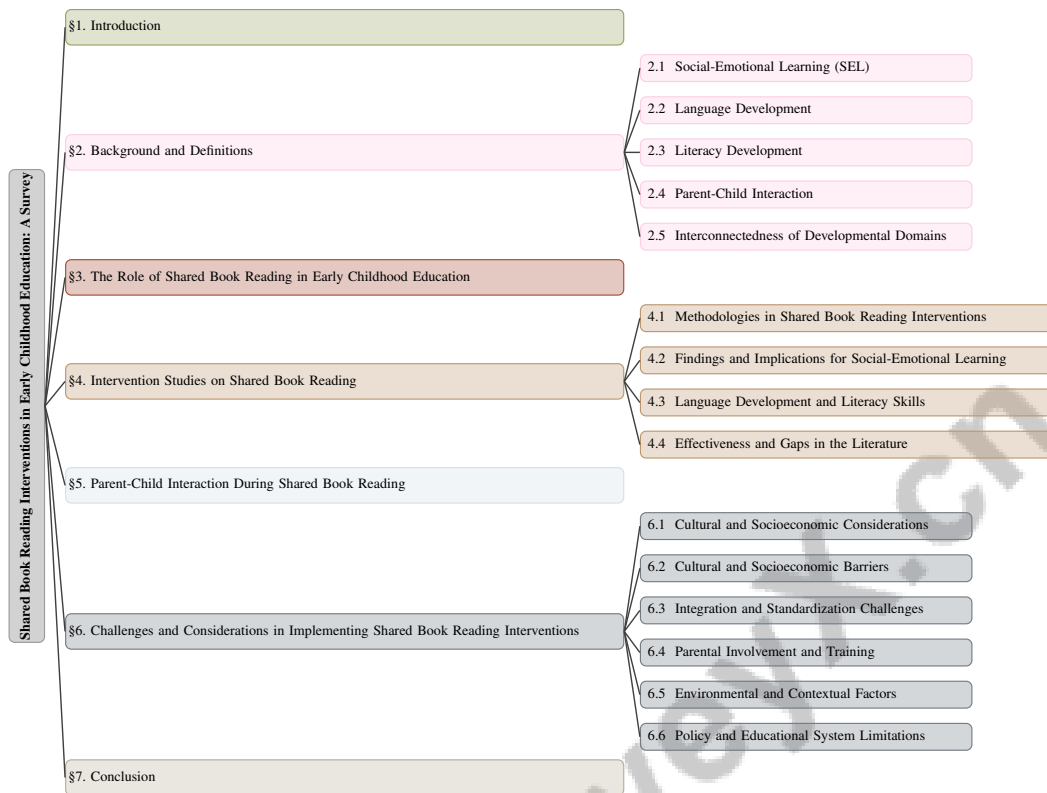 Shared Book Reading Interventions in Early Childhood Education: A Survey
§1. Introduction
§2. Background and Definitions
2.1 Social-Emotional Learning (SEL)
2.2 Language Development
2.3 Literacy Development
2.4 Parent-Child Interaction
2.5 Interconnectedness of Developmental Domains
§3. The Role of Shared Book Reading in Early Childhood Education
§4. Intervention Studies on Shared Book Reading
4.1 Methodologies in Shared Book Reading Interventions
4.2 Findings and Implications for Social-Emotional Learning
4.3 Language Development and Literacy Skills
4.4 Effectiveness and Gaps in the Literature
§5. Parent-Child Interaction During Shared Book Reading
§6. Challenges and Considerations in Implementing Shared Book Reading Interventions
6.1 Cultural and Socioeconomic Considerations
6.2 Cultural and Socioeconomic Barriers
6.3 Integration and Standardization Challenges
6.4 Parental Involvement and Training
6.5 Environmental and Contextual Factors
6.6 Policy and Educational System Limitations
§7. Conclusion
veyX.cn